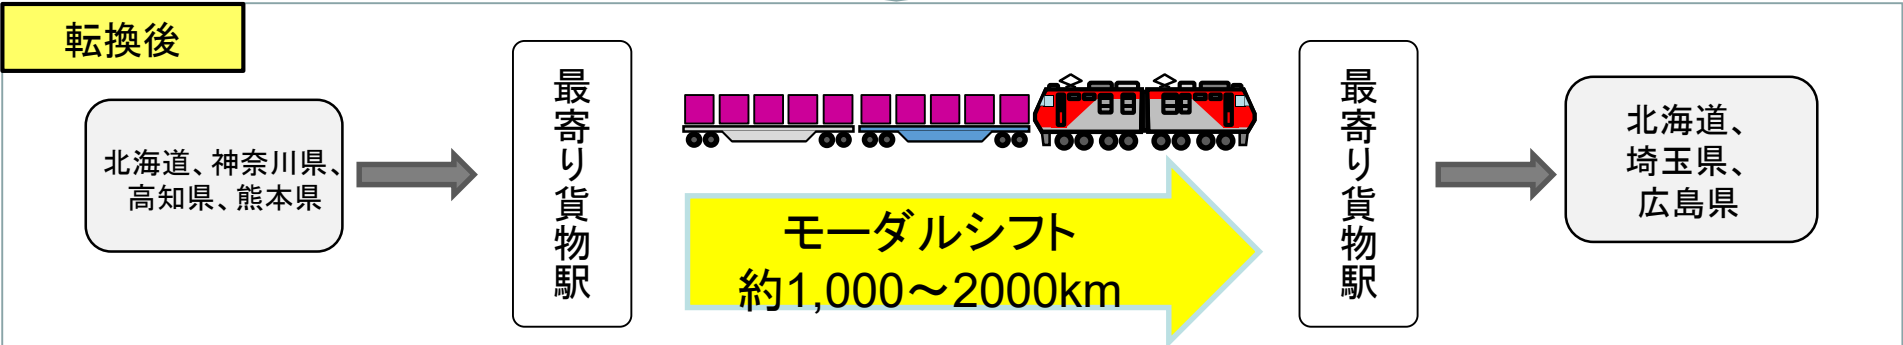 転換後
北海道、神奈川県、
高知県、熊本県
最寄り貨物駅
モーダルシフト
約1,000～2000km
最寄り貨物駅
北海道、
埼玉県、
広島県